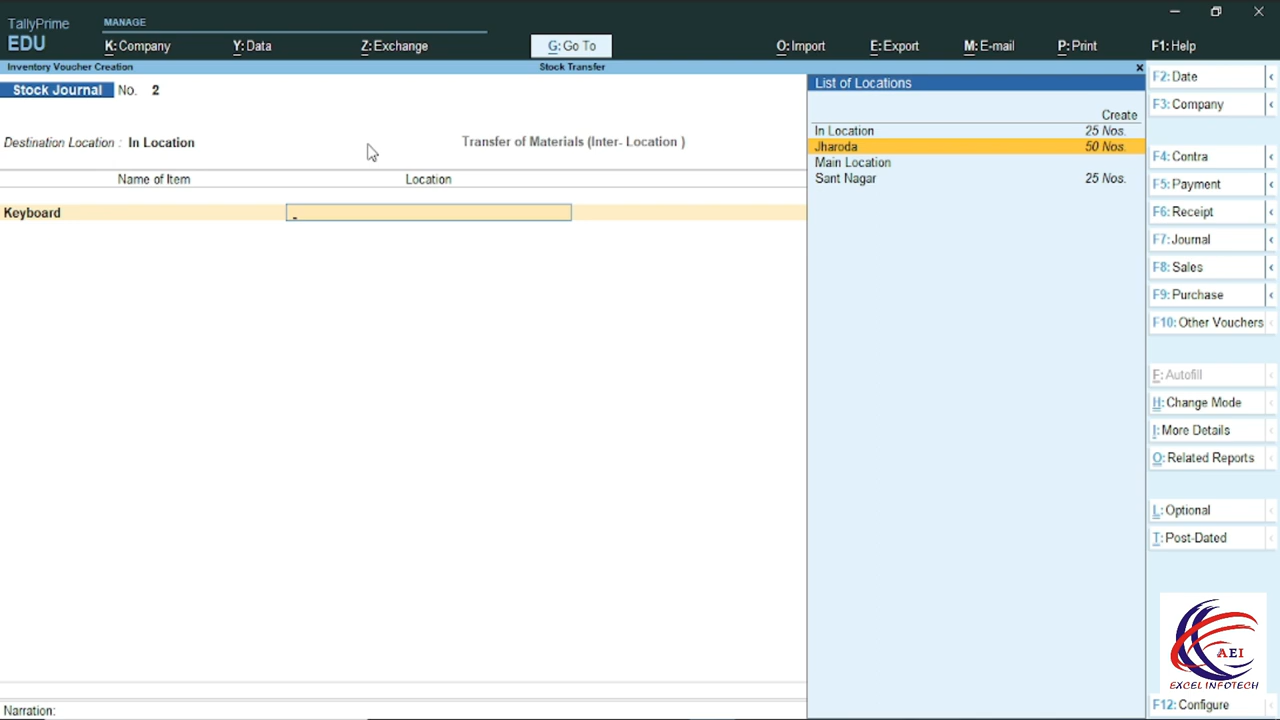 TallyPrime
EDU
MANAGE
K: Company
Y: Data
Z: Exchange
G: Go To
O: Import
E: Export
M: E-mail
P: Print
F1: Help
Inventory Voucher Creation
Stock Transfer
x
Stock Journal No. 2
Destination Location : In Location
Transfer of Materials (Inter- Location )
Name of Item
Location
Keyboard
List of Locations
Create
In Location 25 Nos.
Jharoda 50 Nos.
Main Location
Sant Nagar 25 Nos.
F2: Date
F3: Company
F4: Contra
F5: Payment
F6: Receipt
F7: Journal
F8: Sales
F9: Purchase
F10: Other Vouchers
F: Autofill
H: Change Mode
I: More Details
O: Related Reports
L: Optional
T: Post-Dated
AEI
EXCEL INFOTECH
F12: Configure
Narration: